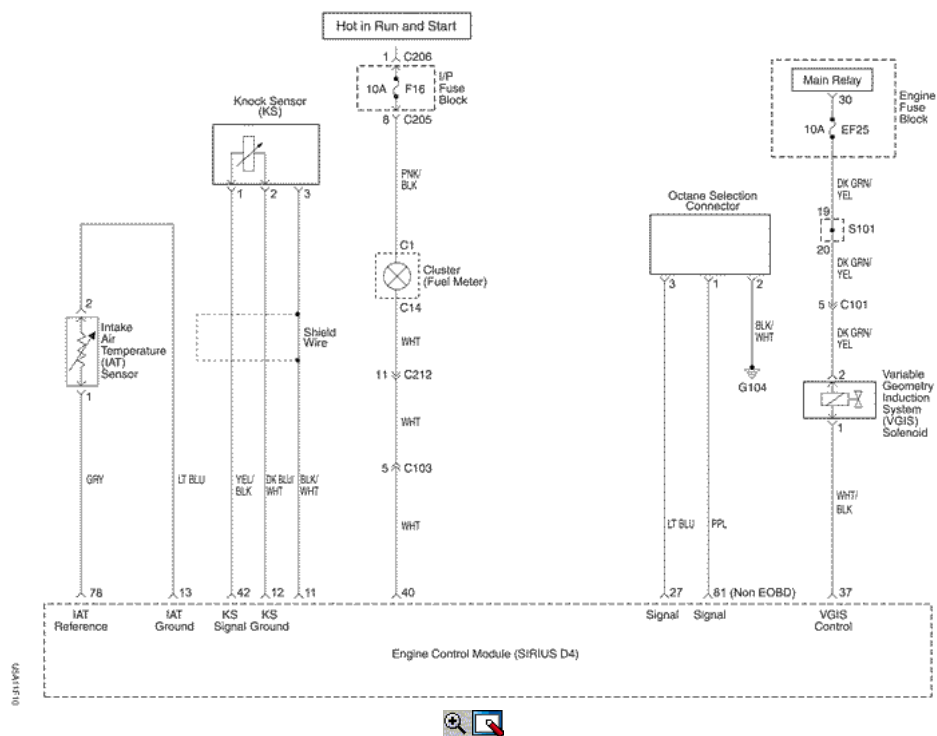 Hot in Run and Start
1 C206
10A F16
I/P
Fuse
Block
8 C205
Main Relay
30
10A EF25
Engine
Fuse
Block
Knock Sensor
(KS)
1 2 3
PNK/
BLK
DK GRN/
YEL
19
S101
20
DK GRN/
YEL
5 C101
DK GRN/
YEL
Octane Selection
Connector
3 1 2
BLK/
WHT
G104
C1
Cluster
(Fuel Meter)
C14
WHT
11 C212
WHT
5 C103
WHT
2
Intake
Air
Temperature
(IAT)
Sensor
1
Shield
Wire
2
Variable
Geometry
Induction
System
(VGIS)
Solenoid
1
GRY
LT BLU
YEL/
BLK
DK BLU/
WHT
BLK/
WHT
LT BLU
PPL
WHT/
BLK
78 13 42 12 11 40 27 81 (Non EOBD) 37
IAT
Reference
IAT
Ground
KS
Signal
KS
Ground
Signal
Signal
VGIS
Control
Engine Control Module (SIRIUS D4)
USA11F10